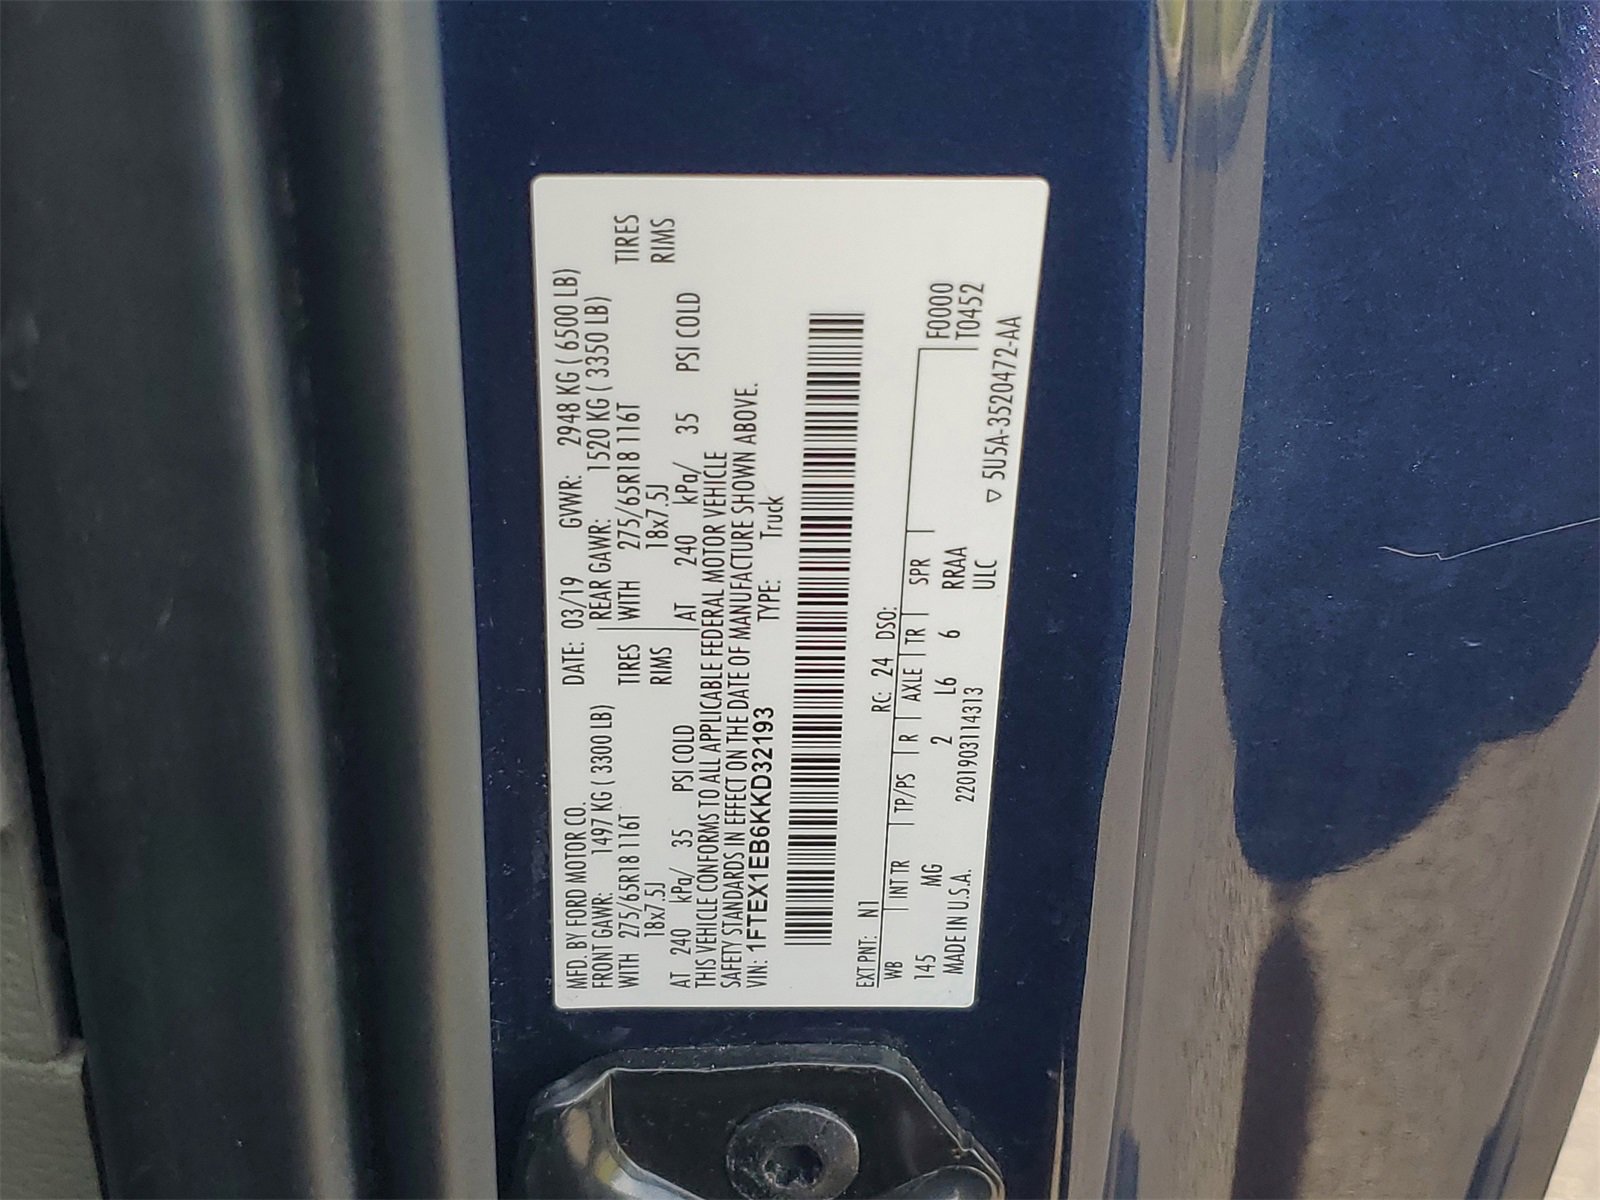 MFD. BY FORD MOTOR CO. DATE: 03/19 GVWR: 2948 KG ( 6500 LB)
FRONT GAWR: 1497 KG ( 3300 LB) REAR GAWR: 1520 KG ( 3350 LB)
WITH 275/65R18 116T TIRES WITH 275/65R18 116T TIRES
18x7.5J RIMS 18x7.5J RIMS
AT 240 kPa/ 35 PSI COLD AT 240 kPa/ 35 PSI COLD
THIS VEHICLE CONFORMS TO ALL APPLICABLE FEDERAL MOTOR VEHICLE
SAFETY STANDARDS IN EFFECT ON THE DATE OF MANUFACTURE SHOWN ABOVE.
VIN: 1FTEX1EB6KKD32193 TYPE: Truck
EXT PNT: N1 RC: 24 DSO:
WB INT TR TP/PS R AXLE TR SPR F0000
145 MG 2 L6 6 RRAA T0452
MADE IN U.S.A. 2201903114313 ULC
▽ 5U5A-3520472-AA